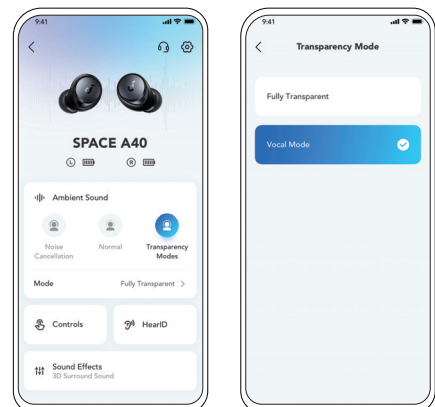 9:41
SPACE A40
L
R
Ambient Sound
Noise
Cancellation
Normal
Transparency
Modes
Mode
Fully Transparent >
Controls
HearID
Sound Effects
3D Surround Sound
9:41
Transparency Mode
Fully Transparent
Vocal Mode